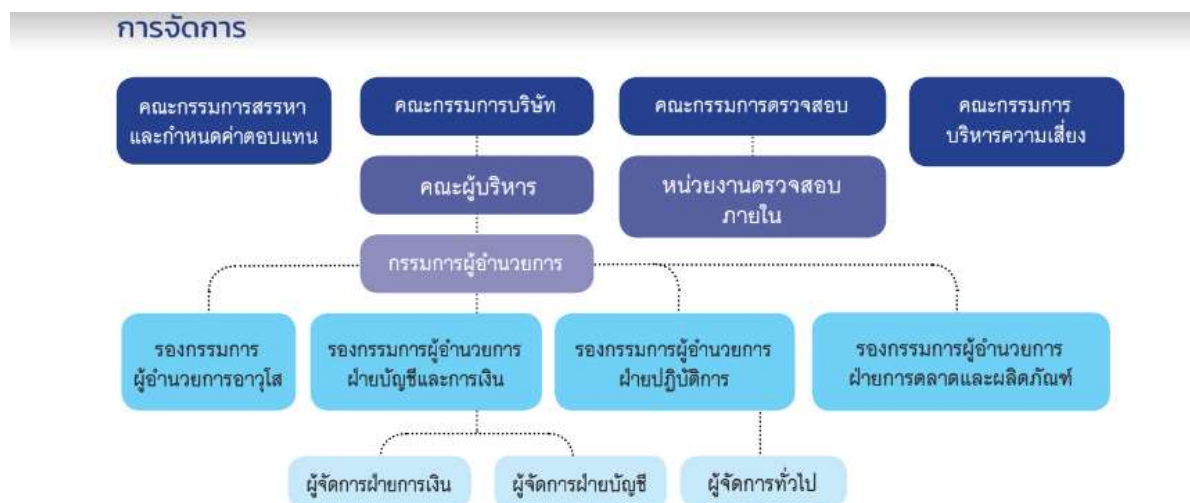 การจัดการ
คณะกรรมการสรรหา
และกำหนดค่าตอบแทน
คณะกรรมการบริษัท
คณะกรรมการตรวจสอบ
คณะกรรมการ
บริหารความเสี่ยง
คณะผู้บริหาร
หน่วยงานตรวจสอบ
ภายใน
กรรมการผู้อำนวยการ
รองกรรมการ
ผู้อำนวยการอาวุโส
รองกรรมการผู้อำนวยการ
ฝ่ายบัญชีและการเงิน
รองกรรมการผู้อำนวยการ
ฝ่ายปฏิบัติการ
รองกรรมการผู้อำนวยการ
ฝ่ายการตลาดและผลิตภัณฑ์
ผู้จัดการฝ่ายการเงิน
ผู้จัดการฝ่ายบัญชี
ผู้จัดการทั่วไป